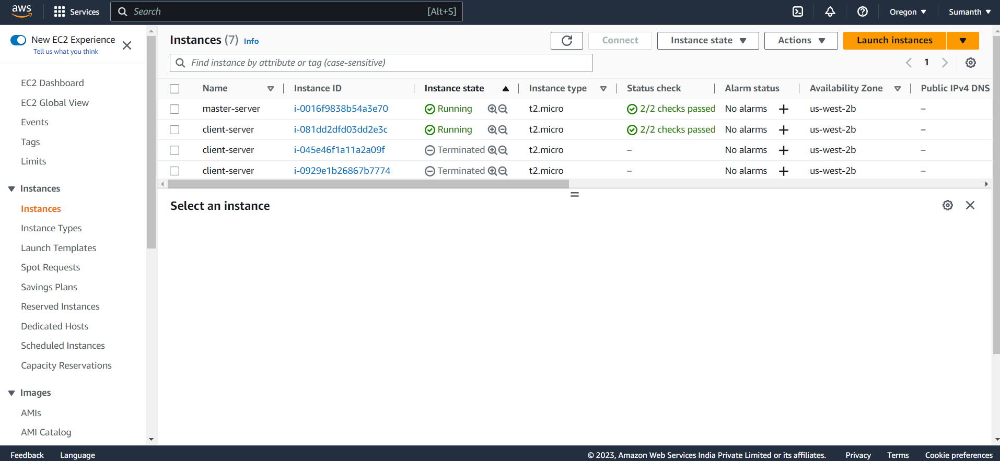 aws Services Search [Alt+S] Oregon Sumanth
New EC2 Experience
Tell us what you think
EC2 Dashboard
EC2 Global View
Events
Tags
Limits
Instances
Instances
Instance Types
Launch Templates
Spot Requests
Savings Plans
Reserved Instances
Dedicated Hosts
Scheduled Instances
Capacity Reservations
Images
AMIs
AMI Catalog
Instances (7) Info Connect Instance state Actions Launch instances
Find instance by attribute or tag (case-sensitive) 1
Name Instance ID Instance state Instance type Status check Alarm status Availability Zone Public IPv4 DNS
master-server i-0016f9838b54a3e70 Running t2.micro 2/2 checks passed No alarms + us-west-2b –
client-server i-081dd2dfd03dd2e3c Running t2.micro 2/2 checks passed No alarms + us-west-2b –
client-server i-045e46f1a11a2a09f Terminated t2.micro – No alarms + us-west-2b –
client-server i-0929e1b26867b7774 Terminated t2.micro – No alarms + us-west-2b –
Select an instance
Feedback Language © 2023, Amazon Web Services India Private Limited or its affiliates. Privacy Terms Cookie preferences